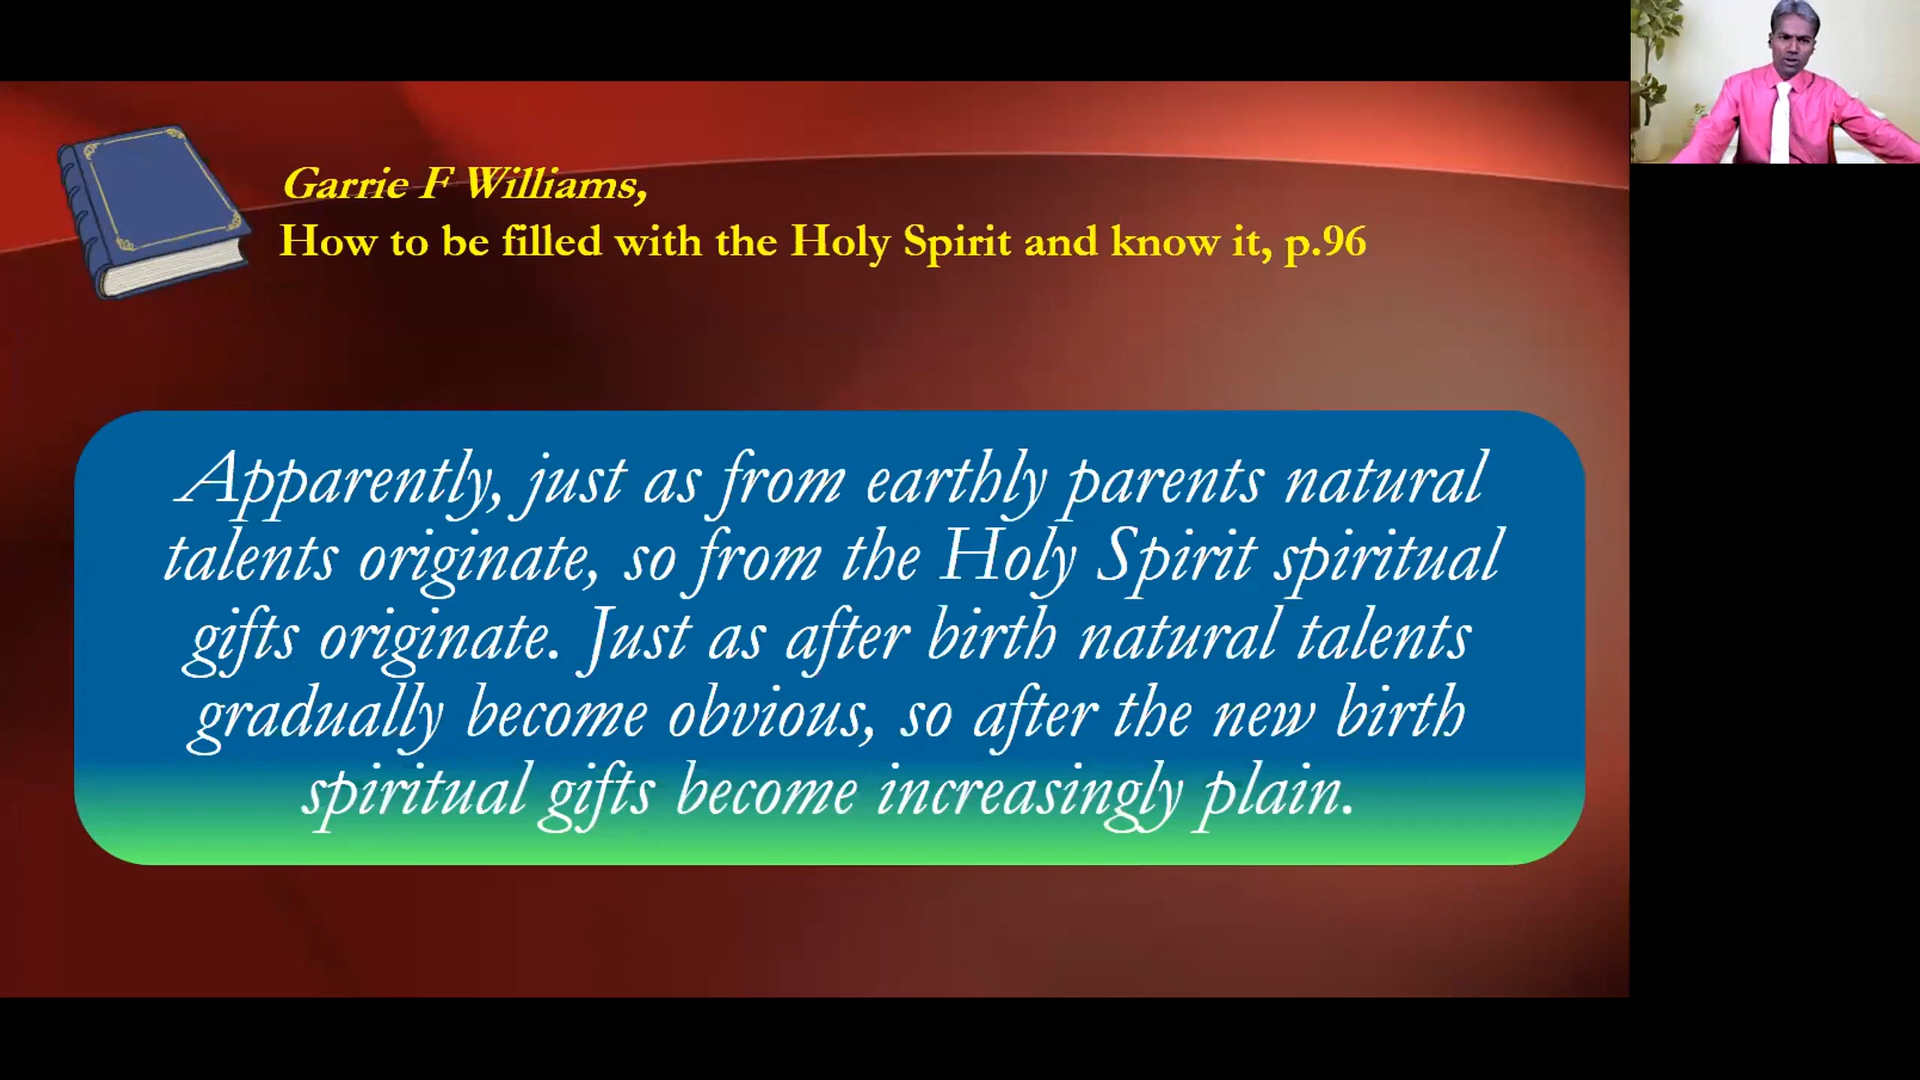 Garrie F Williams,
How to be filled with the Holy Spirit and know it, p.96
Apparently, just as from earthly parents natural
talents originate, so from the Holy Spirit spiritual
gifts originate. Just as after birth natural talents
gradually become obvious, so after the new birth
spiritual gifts become increasingly plain.